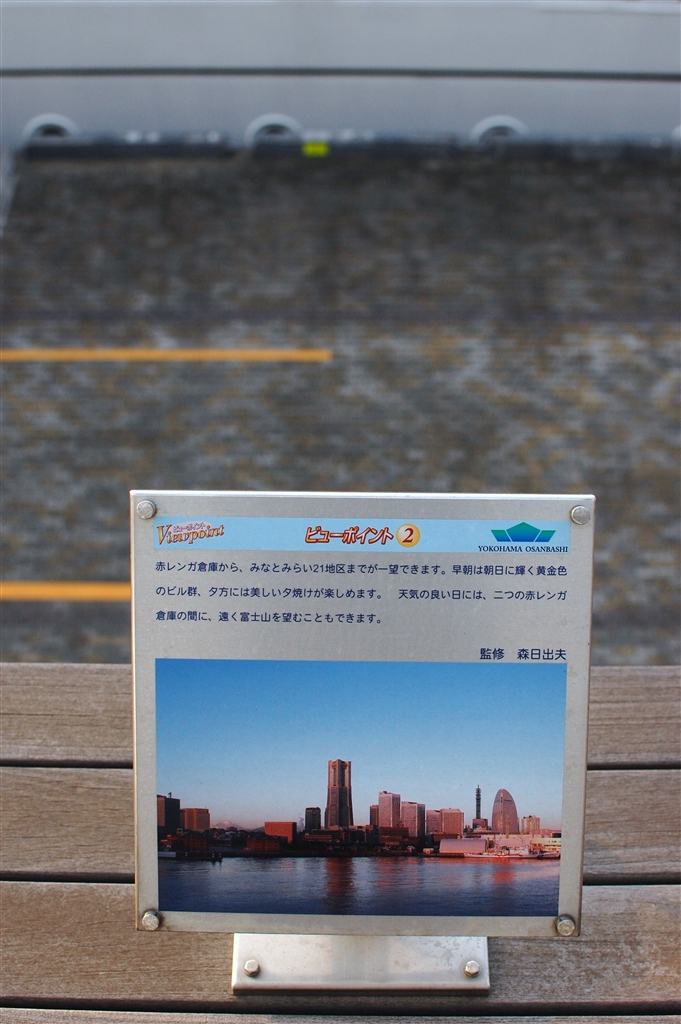 ビューポイント
Viewpoint
ビューポイント 2
YOKOHAMA OSANBASHI
赤レンガ倉庫から、みなとみらい21地区までが一望できます。早朝は朝日に輝く黄金色
のビル群、夕方には美しい夕焼けが楽しめます。　天気の良い日には、二つの赤レンガ
倉庫の間に、遠く富士山を望むこともできます。
監修　森日出夫